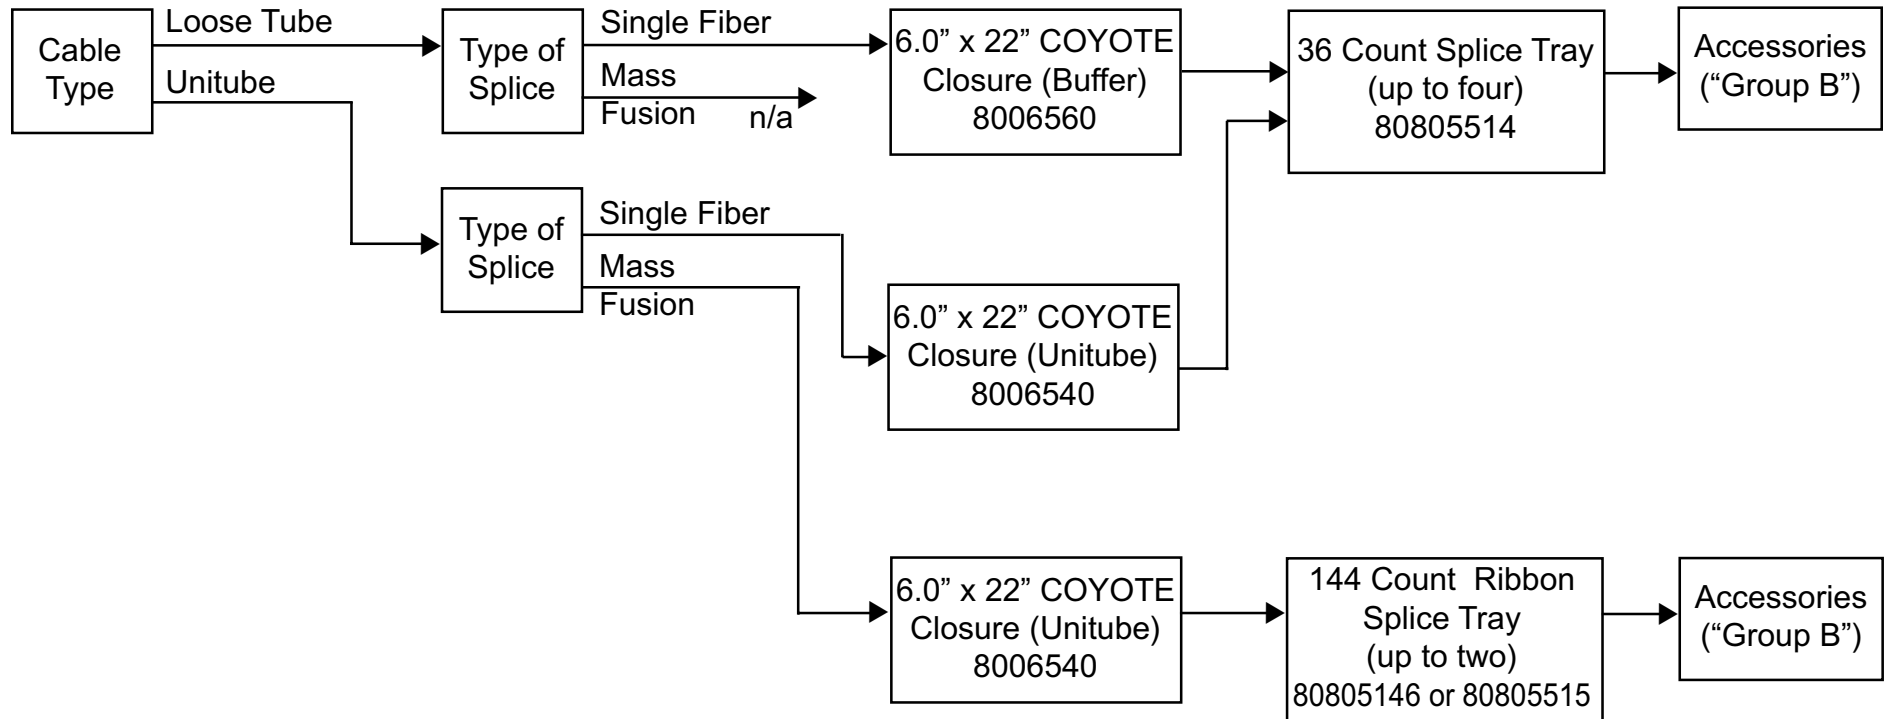 Cable
Type
Loose Tube
Unitube
Type of
Splice
Single Fiber
Mass
Fusion
n/a
6.0” x 22” COYOTE
Closure (Buffer)
8006560
36 Count Splice Tray
(up to four)
80805514
Accessories
(“Group B”)
Type of
Splice
Single Fiber
Mass
Fusion
6.0” x 22” COYOTE
Closure (Unitube)
8006540
6.0” x 22” COYOTE
Closure (Unitube)
8006540
144 Count Ribbon
Splice Tray
(up to two)
80805146 or 80805515
Accessories
(“Group B”)